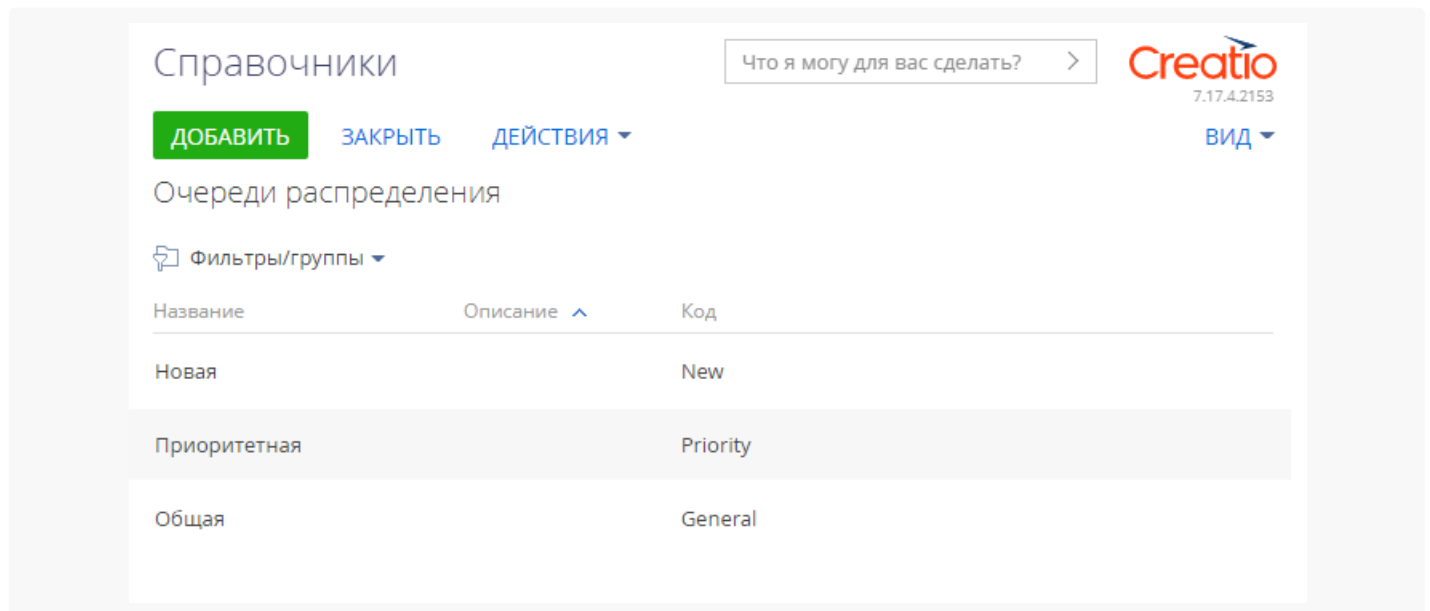 Справочники
Что я могу для вас сделать?
Creatio
7.17.4.2153
ДОБАВИТЬ ЗАКРЫТЬ ДЕЙСТВИЯ ВИД
Очереди распределения
Фильтры/группы
Название Описание Код
Новая New
Приоритетная Priority
Общая General